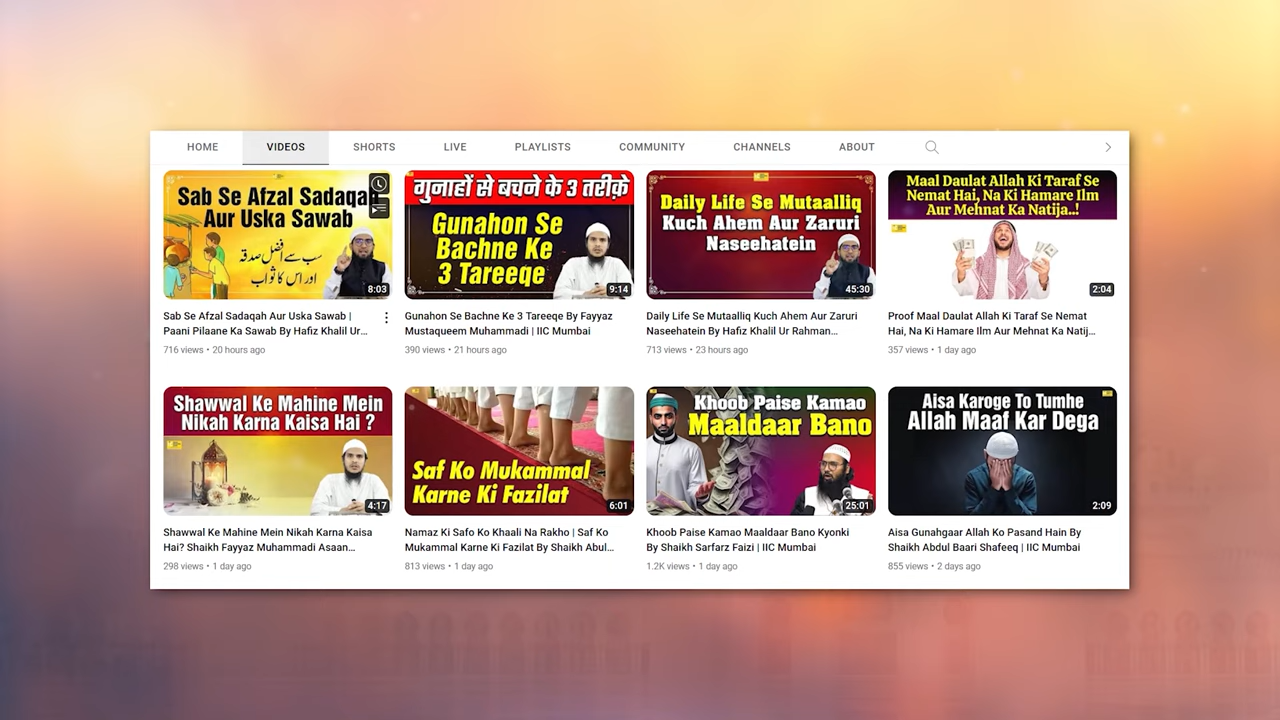 HOME VIDEOS SHORTS LIVE PLAYLISTS COMMUNITY CHANNELS ABOUT
Sab Se Afzal Sadaqah
Aur Uska Sawab
سب سے افضل صدقہ
اور اس کا ثواب
8:03
Sab Se Afzal Sadaqah Aur Uska Sawab |
Paani Pilaane Ka Sawab By Hafiz Khalil Ur...
716 views • 20 hours ago
गुनाहों से बचने के 3 तरीक़े
Gunahon Se
Bachne Ke
3 Tareeqe
9:14
Gunahon Se Bachne Ke 3 Tareeqe By Fayyaz
Mustaqueem Muhammadi | IIC Mumbai
390 views • 21 hours ago
Daily Life Se Mutaalliq
Kuch Ahem Aur Zaruri
Naseehatein
45:30
Daily Life Se Mutaalliq Kuch Ahem Aur Zaruri
Naseehatein By Hafiz Khalil Ur Rahman...
713 views • 23 hours ago
Maal Daulat Allah Ki Taraf Se
Nemat Hai, Na Ki Hamare Ilm
Aur Mehnat Ka Natija..!
2:04
Proof Maal Daulat Allah Ki Taraf Se Nemat
Hai, Na Ki Hamare Ilm Aur Mehnat Ka Natij...
357 views • 1 day ago
Shawwal Ke Mahine Mein
Nikah Karna Kaisa Hai ?
4:17
Shawwal Ke Mahine Mein Nikah Karna Kaisa
Hai? Shaikh Fayyaz Muhammadi Asaan...
298 views • 1 day ago
Saf Ko Mukammal
Karne Ki Fazilat
6:01
Namaz Ki Safo Ko Khaali Na Rakho | Saf Ko
Mukammal Karne Ki Fazilat By Shaikh Abul...
813 views • 1 day ago
Khoob Paise Kamao
Maaldaar Bano
25:01
Khoob Paise Kamao Maaldaar Bano Kyonki
By Shaikh Sarfarz Faizi | IIC Mumbai
1.2K views • 1 day ago
Aisa Karoge To Tumhe
Allah Maaf Kar Dega
2:09
Aisa Gunahgaar Allah Ko Pasand Hain By
Shaikh Abdul Baari Shafeeq | IIC Mumbai
855 views • 2 days ago